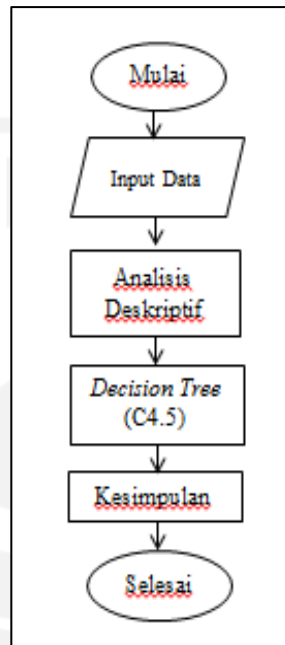 Mulai
Input Data
Analisis
Deskriptif
Decision Tree
(C4.5)
Kesimpulan
Selesai